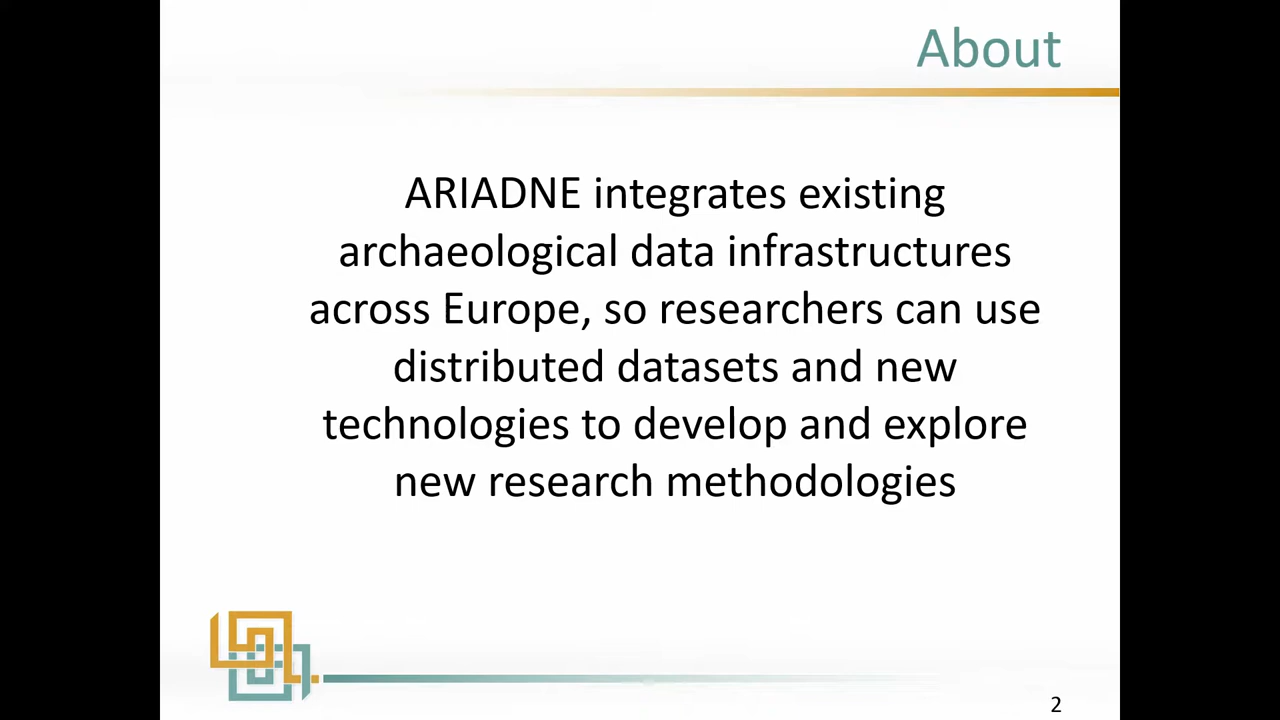 About
ARIADNE integrates existing
archaeological data infrastructures
across Europe, so researchers can use
distributed datasets and new
technologies to develop and explore
new research methodologies
2